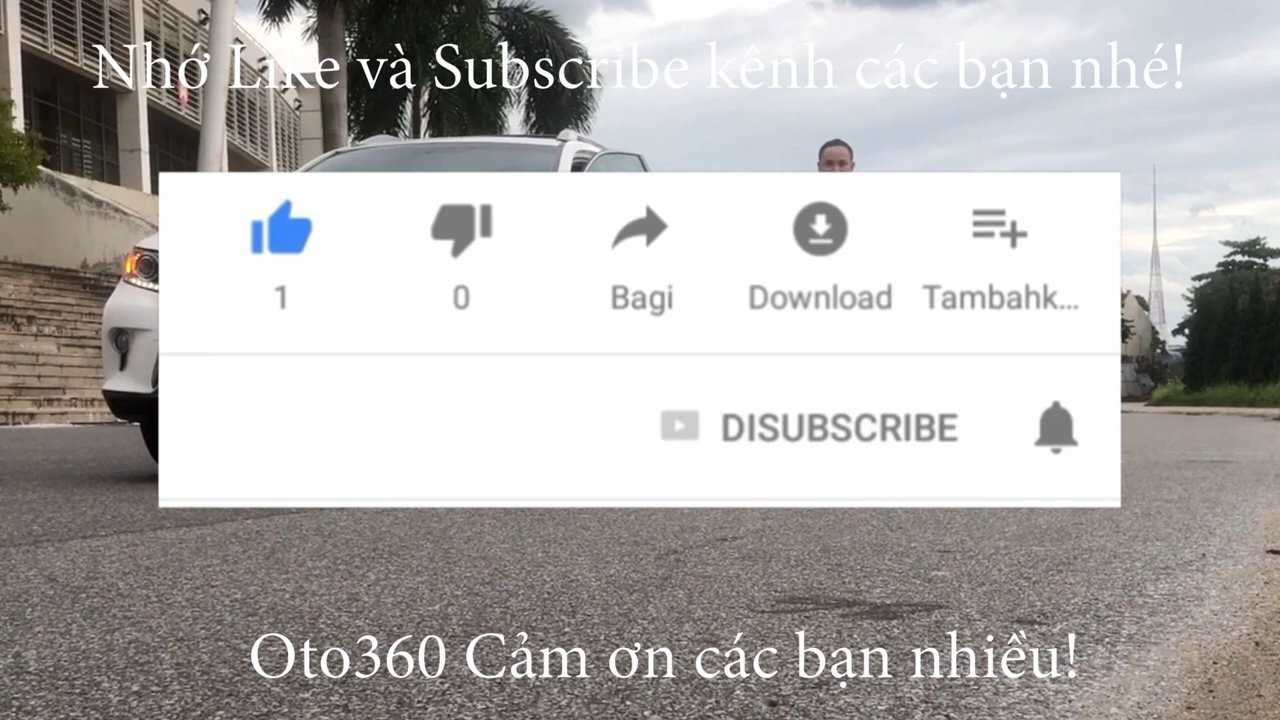 Nhớ Like và Subscribe kênh các bạn nhé!
1 0 Bagi Download Tambahk...
DISUBSCRIBE
Oto360 Cảm ơn các bạn nhiều!